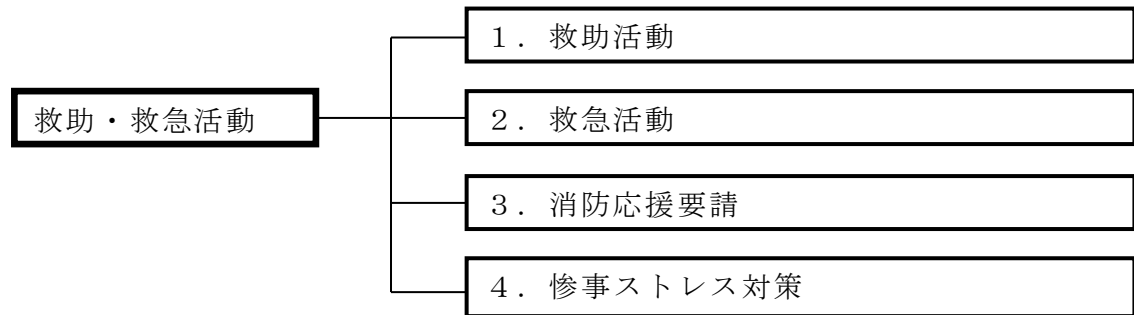 救助・救急活動
１．救助活動
２．救急活動
３．消防応援要請
４．惨事ストレス対策